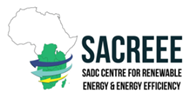 SACREEE
SADC CENTRE FOR RENEWABLE
ENERGY & ENERGY EFFICIENCY